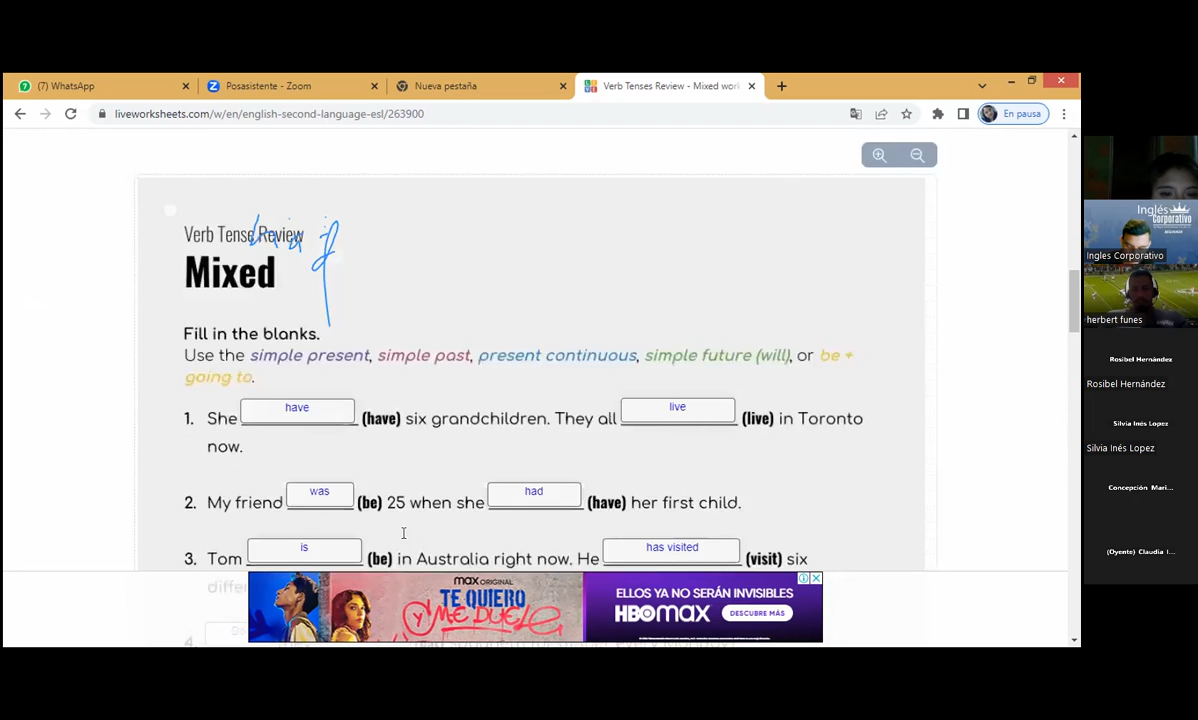 (7) WhatsApp
Posasistente - Zoom
Nueva pestaña
Verb Tenses Review - Mixed work
liveworksheets.com/w/en/english-second-language-esl/263900
En pausa
Verb Tense Review
Mixed
Fill in the blanks.
Use the simple present, simple past, present continuous, simple future (will), or be +
going to.
1. She have (have) six grandchildren. They all live (live) in Toronto
now.
2. My friend was (be) 25 when she had (have) her first child.
3. Tom is (be) in Australia right now. He has visited (visit) six
4.
max ORIGINAL
TE QUIERO
Y ME DUELE
ELLOS YA NO SERÁN INVISIBLES
HBOMAX
DESCUBRE MÁS
Inglés
Corporativo
Ingles Corporativo
herbert funes
Rosibel Hernández
Rosibel Hernández
Silvia Inés Lopez
Silvia Inés Lopez
Concepción Mari...
(Oyente) Claudia I...